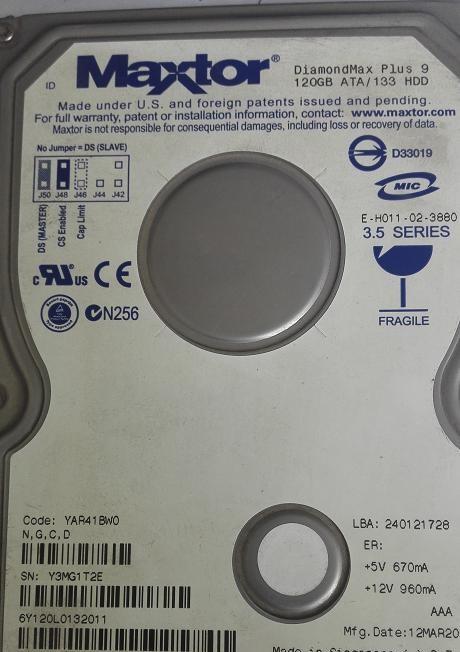 ID
Maxtor®
DiamondMax Plus 9
120GB ATA/133 HDD
Made under U.S. and foreign patents issued and pending.
For full warranty, patent or installation information, contact: www.maxtor.com
Maxtor is not responsible for consequential damages, including loss or recovery of data.
No Jumper = DS (SLAVE)
J50 J48 J46 J44 J42
DS (MASTER)
CS Enabled
Cap Limit
D33019
MIC
E-H011-02-3880
3.5 SERIES
FRAGILE
c UR us CE
N256
Code: YAR41BW0
N,G,C,D
SN: Y3MG1T2E
6Y120L0132011
LBA: 240121728
ER:
+5V 670mA
+12V 960mA
AAA
Mfg.Date:12MAR20